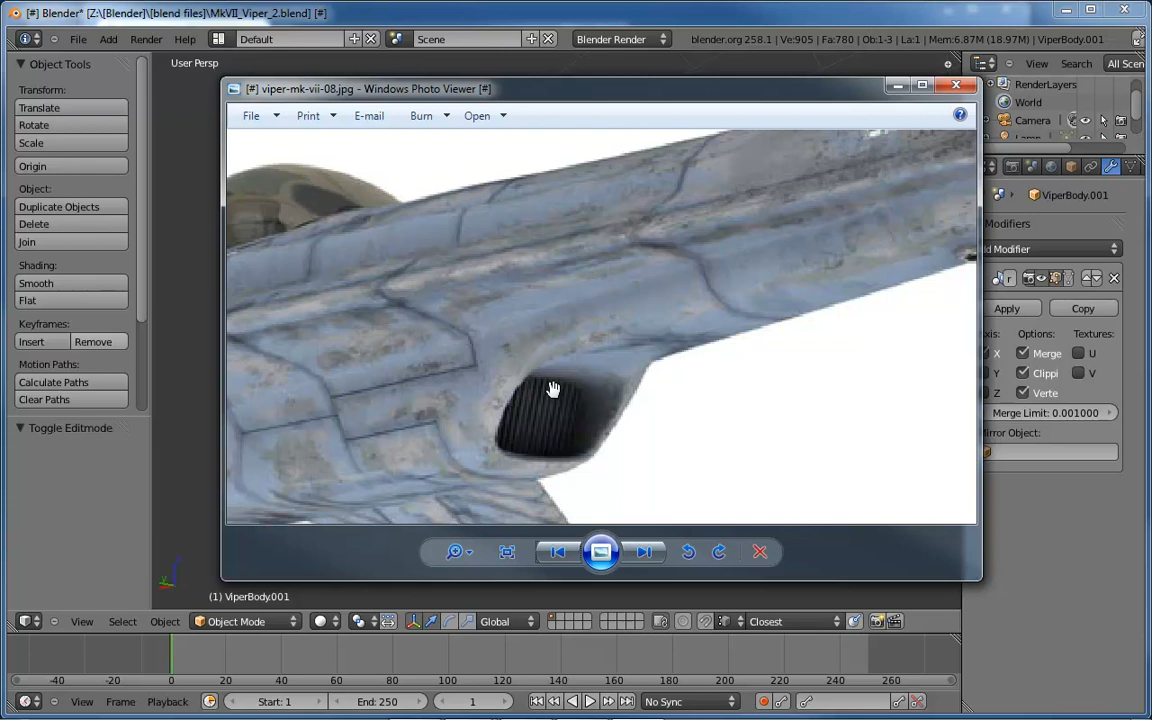 [#] Blender* [Z:\[Blender]\[blend files]\MkVII_Viper_2.blend] [#]
File Add Render Help Default Scene Blender Render blender.org 258.1 | Ve:905 | Fa:780 | Ob:1-3 | La:1 | Mem:6.87M (18.97M) | ViperBody.001
Object Tools
Transform:
Translate
Rotate
Scale
Origin
Object:
Duplicate Objects
Delete
Join
Shading:
Smooth
Flat
Keyframes:
Insert Remove
Motion Paths:
Calculate Paths
Clear Paths
Toggle Editmode
User Persp
[#] viper-mk-vii-08.jpg - Windows Photo Viewer [#]
File Print E-mail Burn Open
(1) ViperBody.001
View Select Object Object Mode Global Closest
-40 -20 0 20 40 60 80 100 120 140 160 180 200 220 240 260
View Frame Playback Start: 1 End: 250 1 No Sync
View Search All Scen
RenderLayers
World
Camera
ViperBody.001
Modifiers
dd Modifier
Apply Copy
Options: Textures:
X Merge U
Y Clippi V
Z Verte
Merge Limit: 0.001000
Mirror Object: